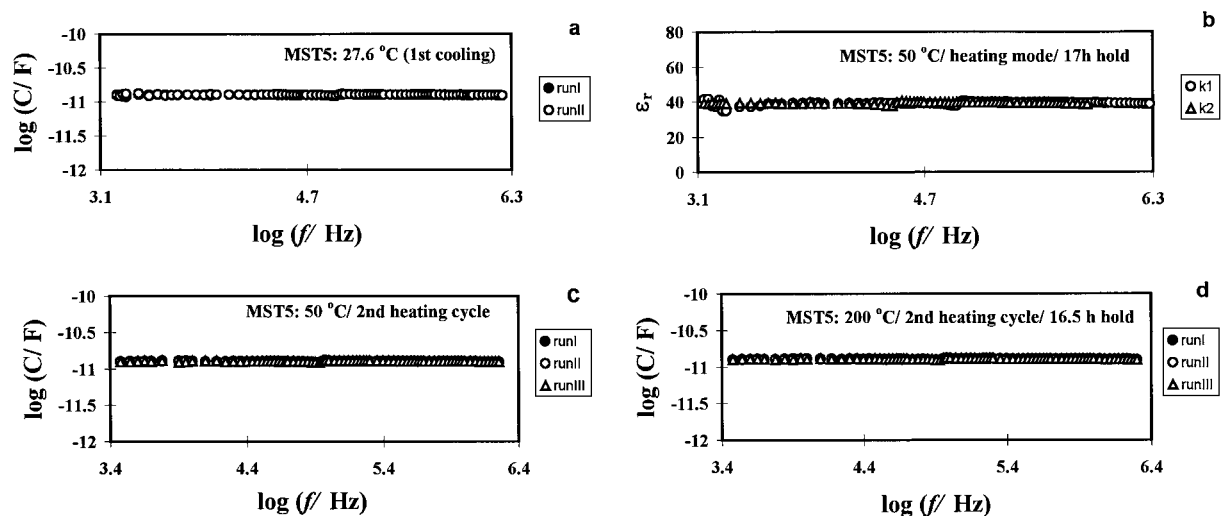 a
MST5: 27.6 °C (1st cooling)
log (C/ F)
-10
-10.5
-11
-11.5
-12
3.1
4.7
6.3
log (f/ Hz)
runI
runII
b
MST5: 50 °C/ heating mode/ 17h hold
εr
80
60
40
20
0
3.1
4.7
6.3
log (f/ Hz)
k1
k2
c
MST5: 50 °C/ 2nd heating cycle
log (C/ F)
-10
-10.5
-11
-11.5
-12
3.4
4.4
5.4
6.4
log (f/ Hz)
runI
runII
runIII
d
MST5: 200 °C/ 2nd heating cycle/ 16.5 h hold
log (C/ F)
-10
-10.5
-11
-11.5
-12
3.4
4.4
5.4
6.4
log (f/ Hz)
runI
runII
runIII